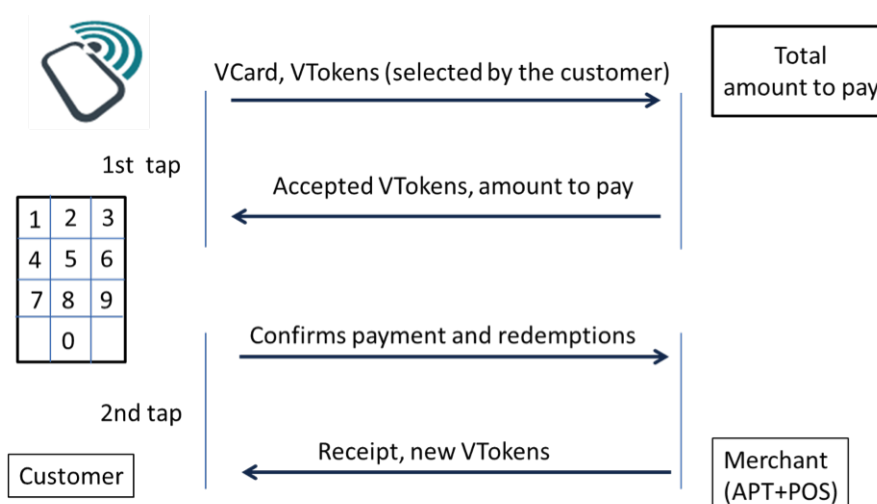 VCard, VTokens (selected by the customer)
Total
amount to pay
1st tap
Accepted VTokens, amount to pay
1 2 3
4 5 6
7 8 9
0
Confirms payment and redemptions
2nd tap
Receipt, new VTokens
Customer
Merchant
(APT+POS)